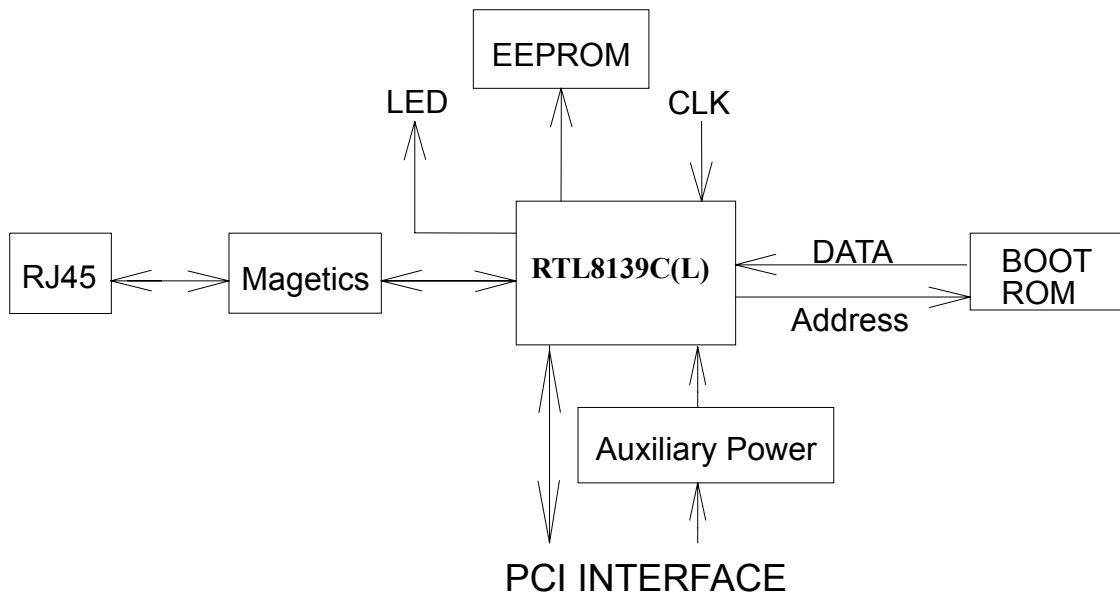 EEPROM
LED
CLK
RJ45
Magetics
RTL8139C(L)
DATA
Address
BOOT
ROM
Auxiliary Power
PCI INTERFACE